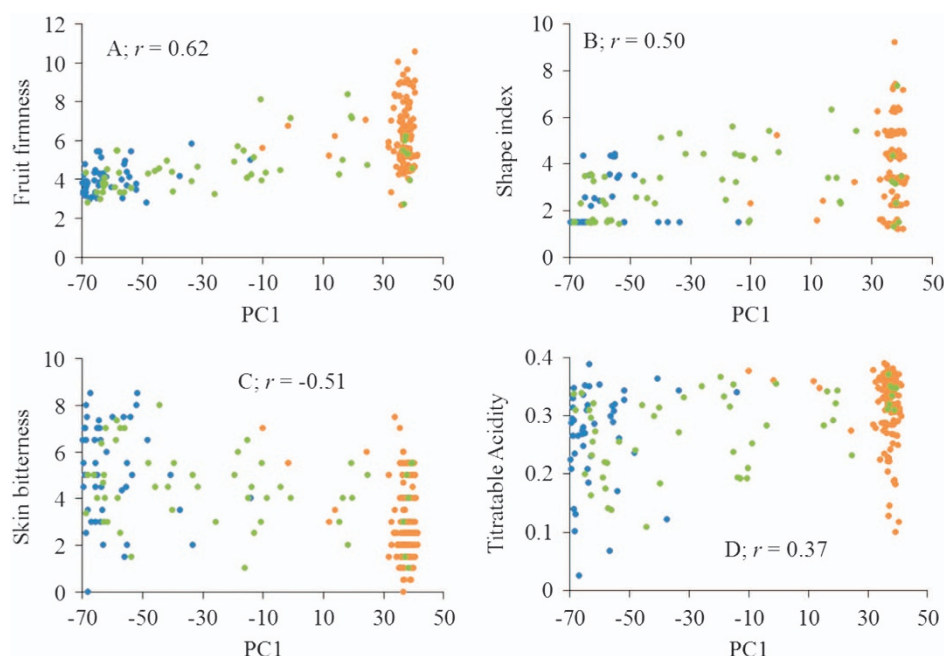 A; r = 0.62
Fruit firmness
12
10
8
6
4
2
0
-70 -50 -30 -10 10 30 50
PC1
B; r = 0.50
Shape index
10
8
6
4
2
0
-70 -50 -30 -10 10 30 50
PC1
C; r = -0.51
Skin bitterness
10
8
6
4
2
0
-70 -50 -30 -10 10 30 50
PC1
D; r = 0.37
Titratable Acidity
0.4
0.3
0.2
0.1
0
-70 -50 -30 -10 10 30 50
PC1